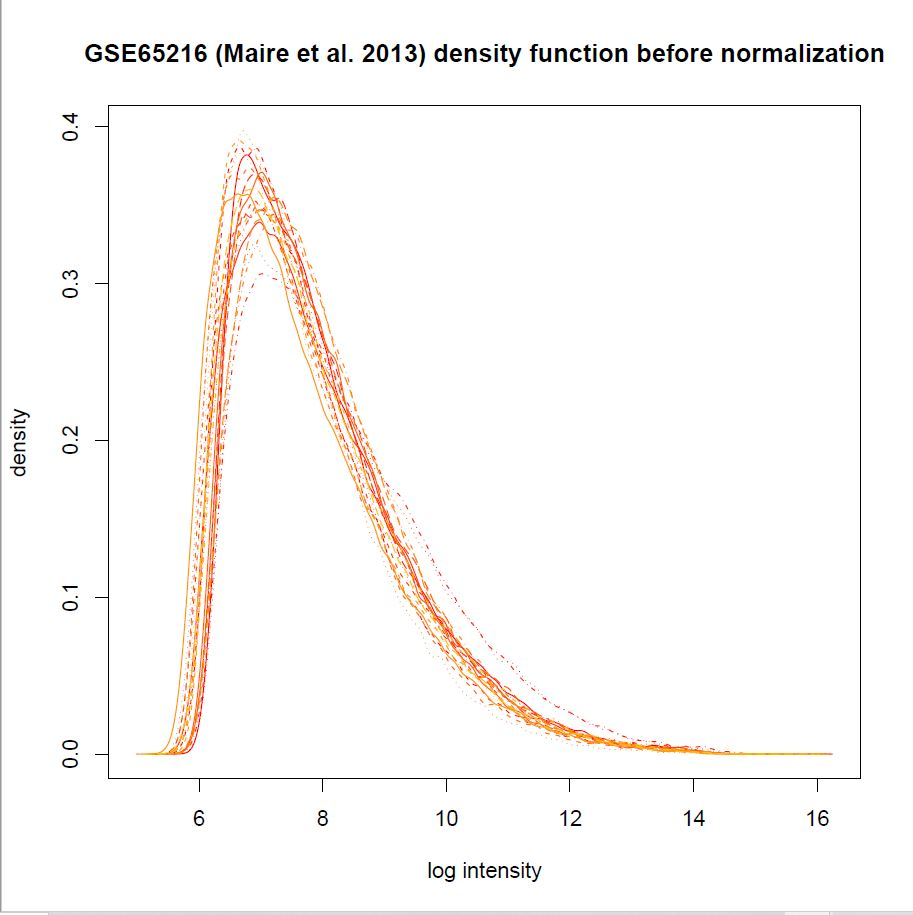 GSE65216 (Maire et al. 2013) density function before normalization
0.4
0.3
0.2
0.1
0.0
density
6 8 10 12 14 16
log intensity